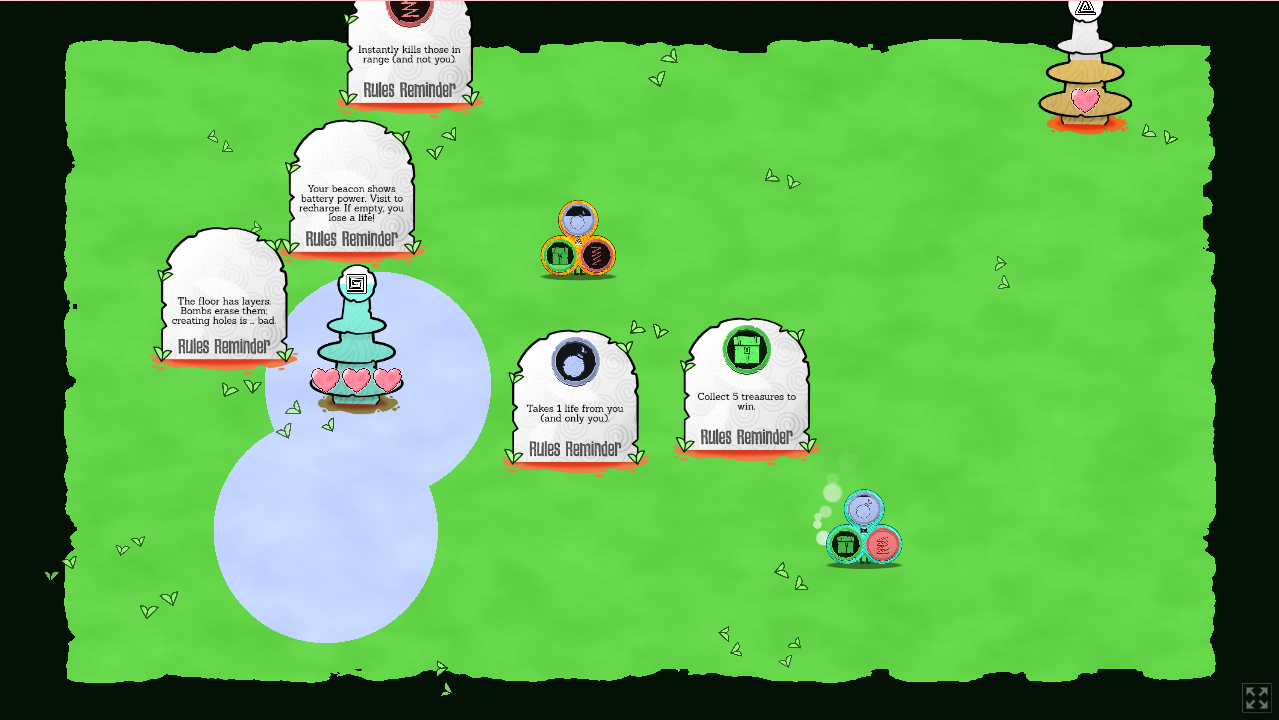 Instantly kills those in
range (and not you).
Rules Reminder
Your beacon shows
battery power. Visit to
recharge. If empty, you
lose a life!
Rules Reminder
The floor has layers.
Bombs erase them;
creating holes is .. bad.
Rules Reminder
Takes 1 life from you
(and only you).
Rules Reminder
Collect 5 treasures to
win.
Rules Reminder